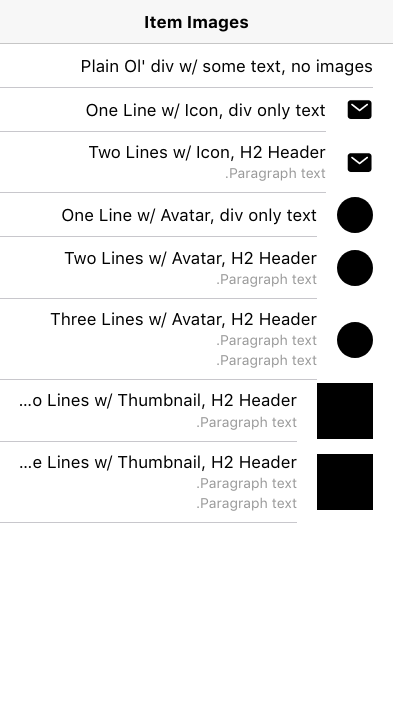 Item Images
Plain Ol' div w/ some text, no images
One Line w/ Icon, div only text
Two Lines w/ Icon, H2 Header
.Paragraph text
One Line w/ Avatar, div only text
Two Lines w/ Avatar, H2 Header
.Paragraph text
Three Lines w/ Avatar, H2 Header
.Paragraph text
.Paragraph text
...o Lines w/ Thumbnail, H2 Header
.Paragraph text
...e Lines w/ Thumbnail, H2 Header
.Paragraph text
.Paragraph text